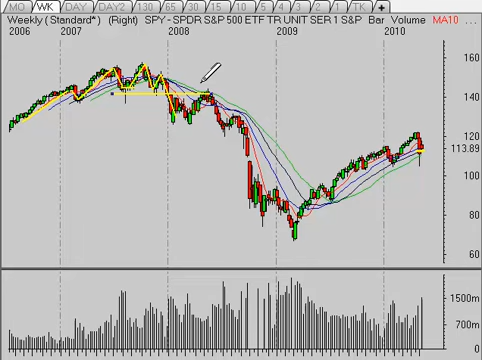 MO WK DAY DAY2 130 65 30 15 10 5 4 3 2 1 TK +
Weekly (Standard*) (Right) SPY - SPDR S&P 500 ETF TR UNIT SER 1 S&P Bar Volume MA10 ...
2006 2007 2008 2009 2010
160
140
120
113.89
100
80
60
1500m
700m
0